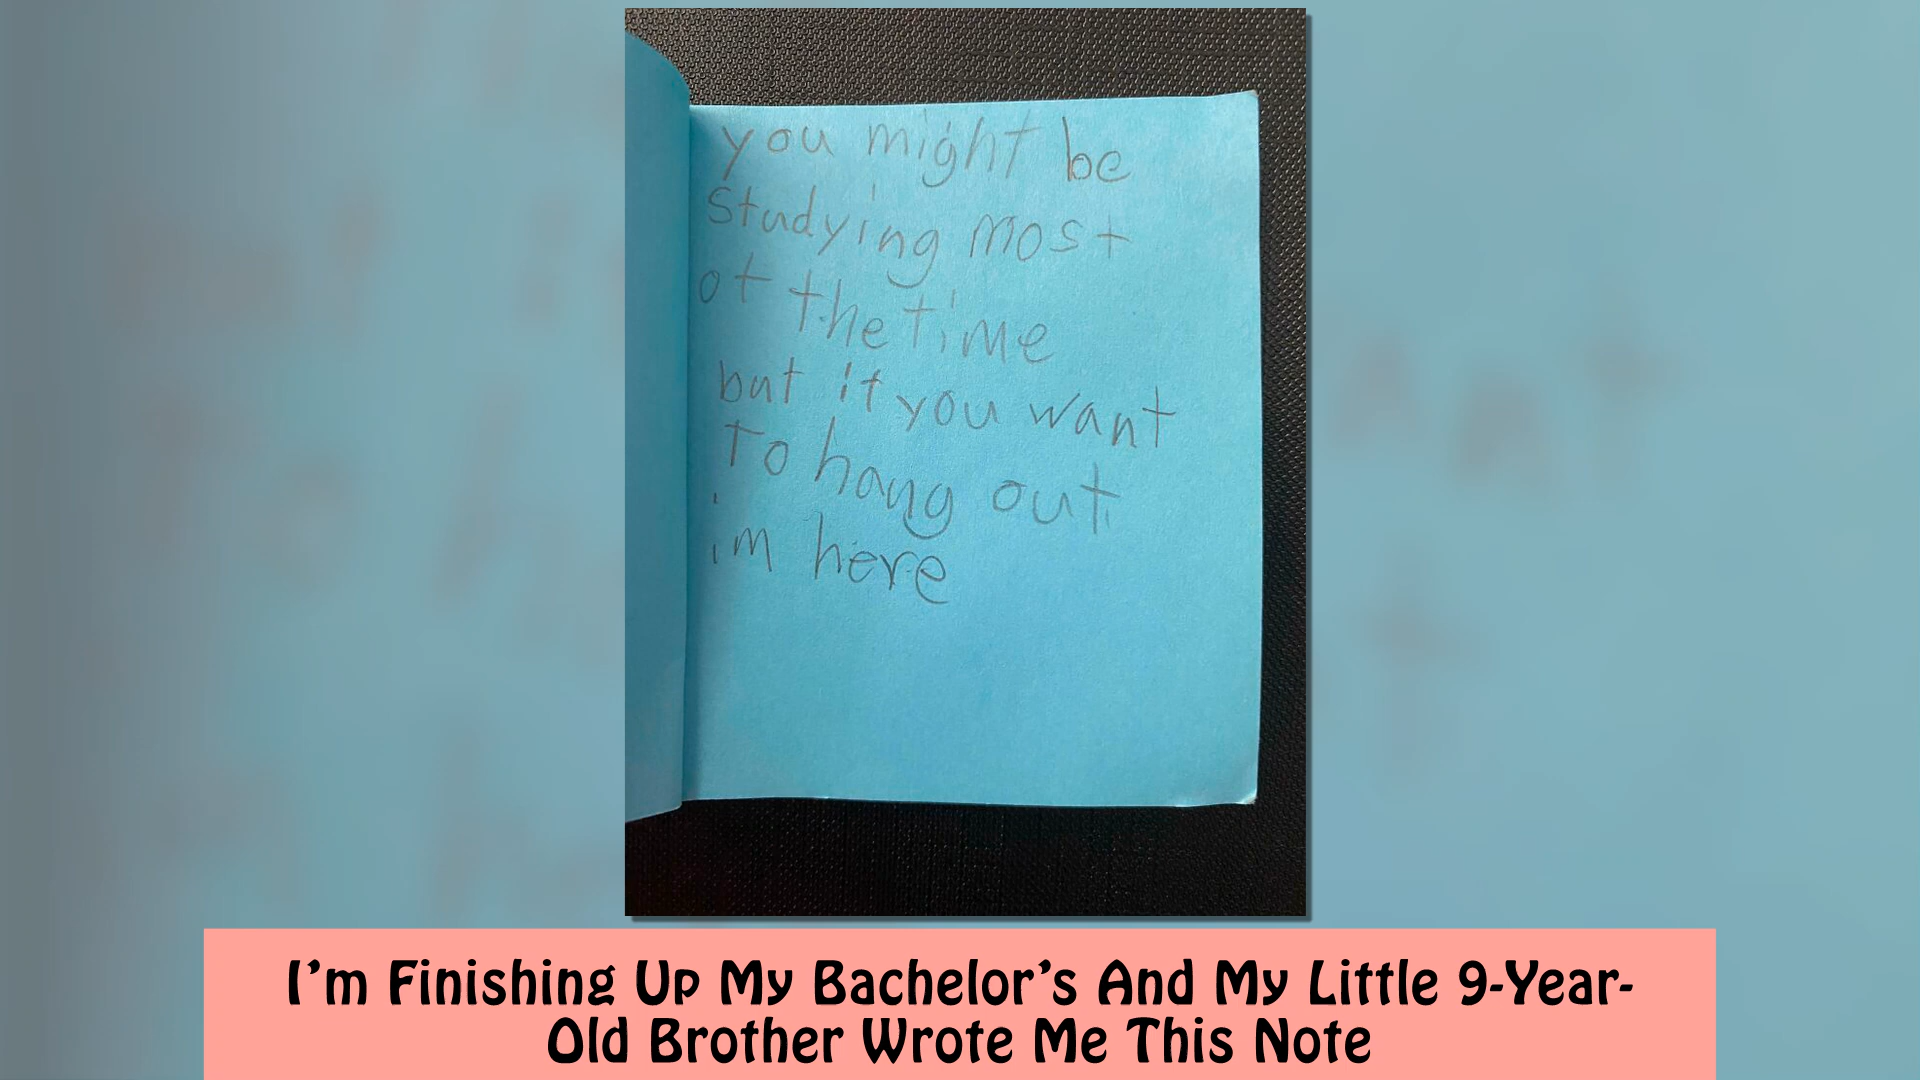 you might be
studying most
of the time
but if you want
to hang out
im here
I'm Finishing Up My Bachelor's And My Little 9-Year-
Old Brother Wrote Me This Note